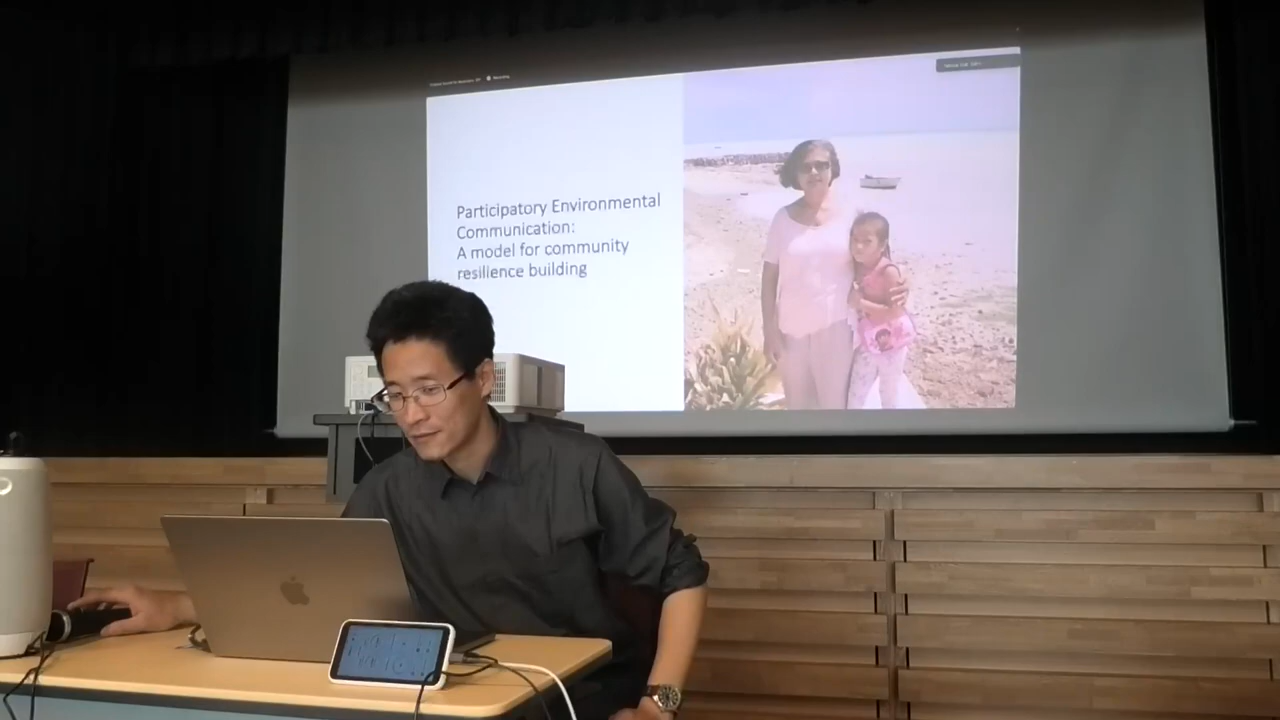 Participatory Environmental
Communication:
A model for community
resilience building